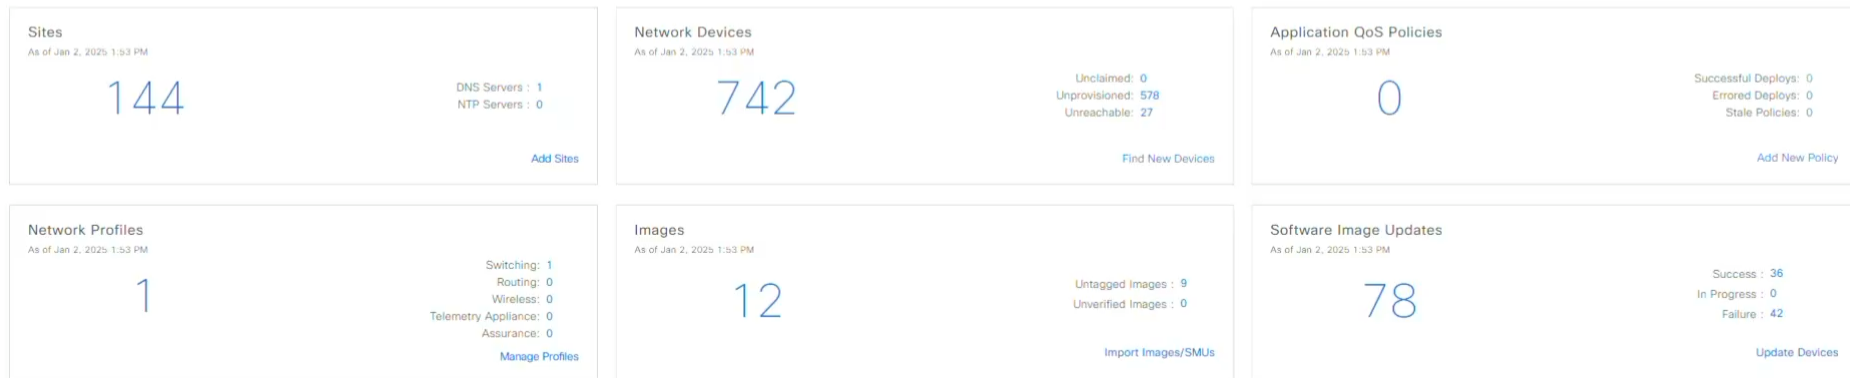 Sites
As of Jan 2, 2025 1:53 PM
144
DNS Servers : 1
NTP Servers : 0
Add Sites
Network Devices
As of Jan 2, 2025 1:53 PM
742
Unclaimed: 0
Unprovisioned: 578
Unreachable: 27
Find New Devices
Application QoS Policies
As of Jan 2, 2025 1:53 PM
0
Successful Deploys: 0
Errored Deploys: 0
Stale Policies: 0
Add New Policy
Network Profiles
As of Jan 2, 2025 1:53 PM
1
Switching: 1
Routing: 0
Wireless: 0
Telemetry Appliance: 0
Assurance: 0
Manage Profiles
Images
As of Jan 2, 2025 1:53 PM
12
Untagged Images : 9
Unverified Images : 0
Import Images/SMUs
Software Image Updates
As of Jan 2, 2025 1:53 PM
78
Success : 36
In Progress : 0
Failure : 42
Update Devices